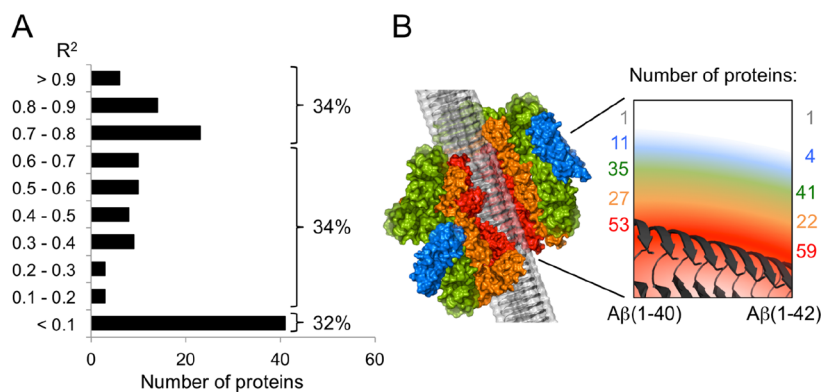 A
R²
> 0.9
0.8 - 0.9
0.7 - 0.8
0.6 - 0.7
0.5 - 0.6
0.4 - 0.5
0.3 - 0.4
0.2 - 0.3
0.1 - 0.2
< 0.1
34%
34%
32%
0 20 40 60
Number of proteins
B
Number of proteins:
1 1
11 4
35 41
27 22
53 59
Aβ(1-40) Aβ(1-42)